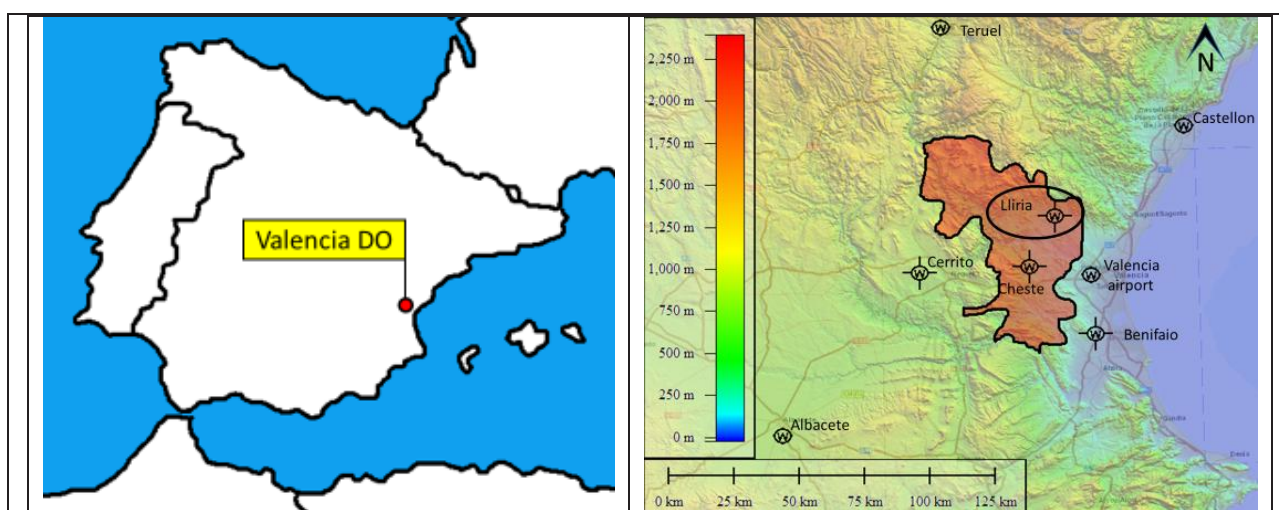 Valencia DO
2,250 m
2,000 m
1,750 m
1,500 m
1,250 m
1,000 m
750 m
500 m
250 m
0 m
W
Teruel
N
W
Castellon
Lliria
W
W
Cerrito
W
Cheste
W
Valencia
airport
W
Benifaio
W
Albacete
0 km
25 km
50 km
75 km
100 km
125 km